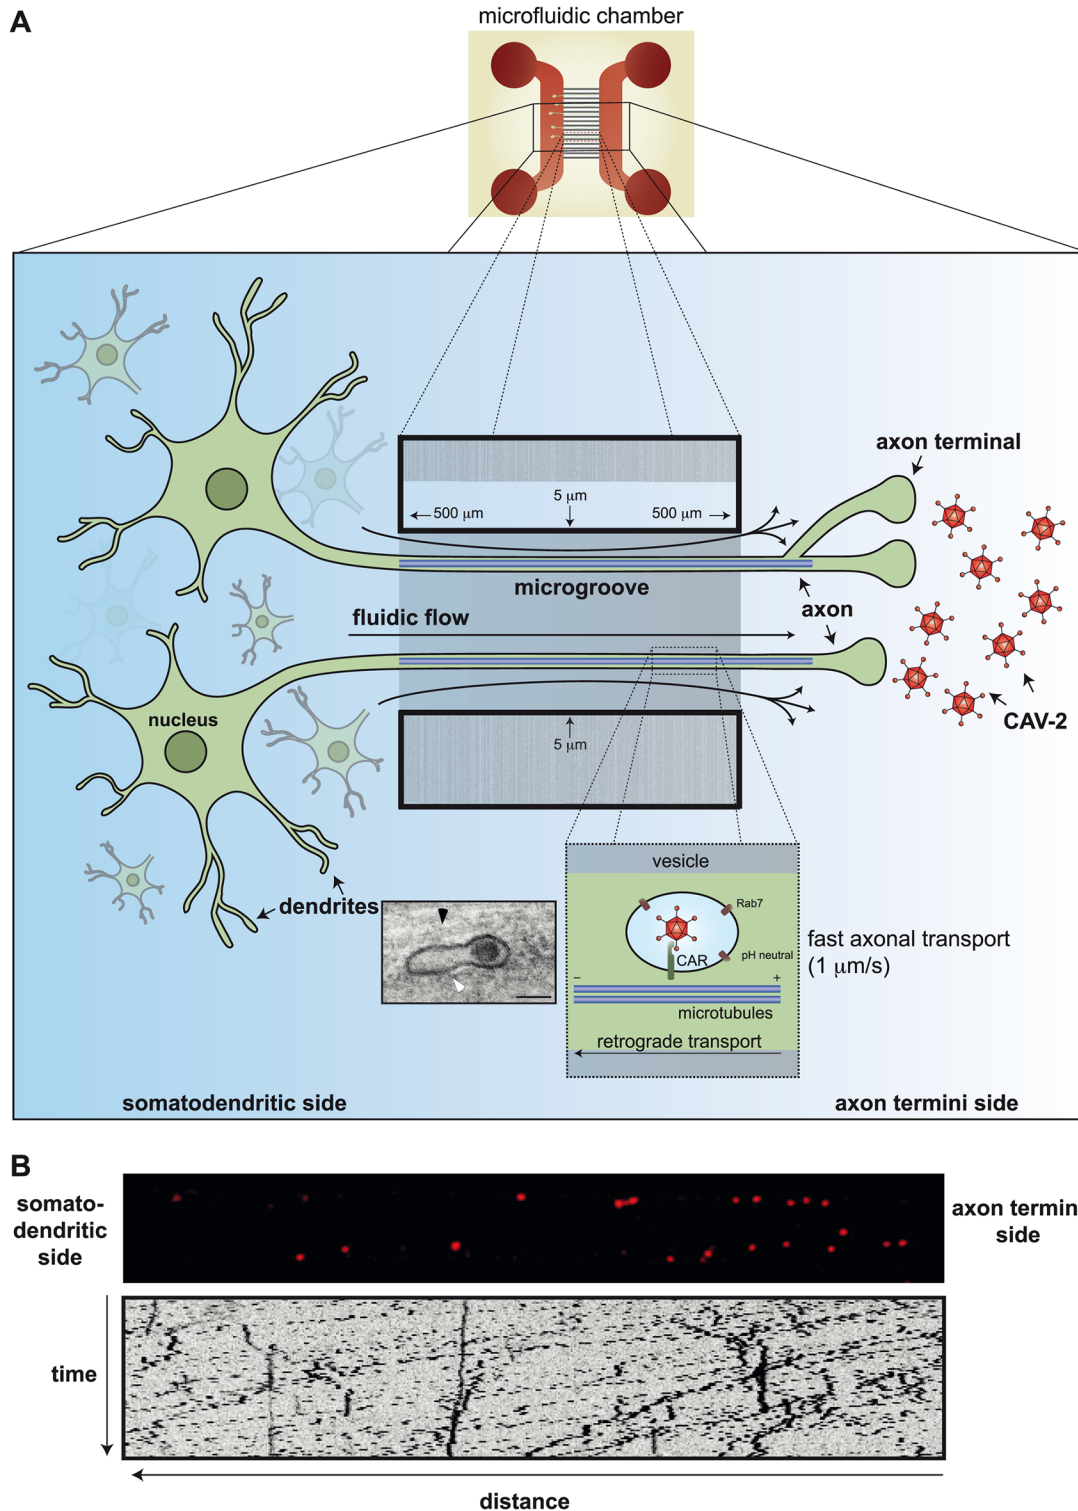 A
microfluidic chamber
axon terminal
5 μm
500 μm
500 μm
microgroove
axon
fluidic flow
nucleus
5 μm
CAV-2
dendrites
vesicle
Rab7
CAR
pH neutral
fast axonal transport
(1 μm/s)
− +
microtubules
retrograde transport
somatodendritic side
axon termini side
B
somato-
dendritic
side
axon termin
side
time
distance